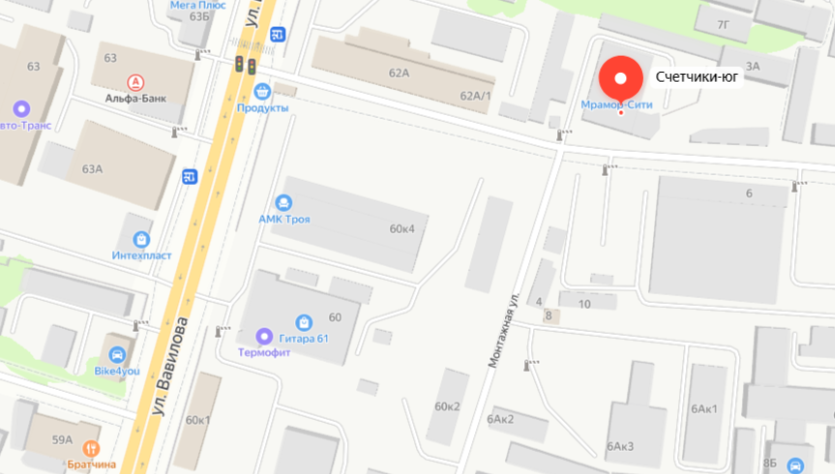 Мега Плюс
63Б
ул.
7Г
63
63
62А
3А
Счетчики-юг
Альфа-Банк
62А/1
Мрамор-Сити
Продукты
вто-Транс
63А
6
АМК Троя
60к4
Интехпласт
4
10
8
60
Гитара 61
Термофит
Монтажная ул.
ул. Вавилова
Bike4you
60к2
6Ак1
60к1
6Ак2
59А
6Ак3
Братчина
8Б